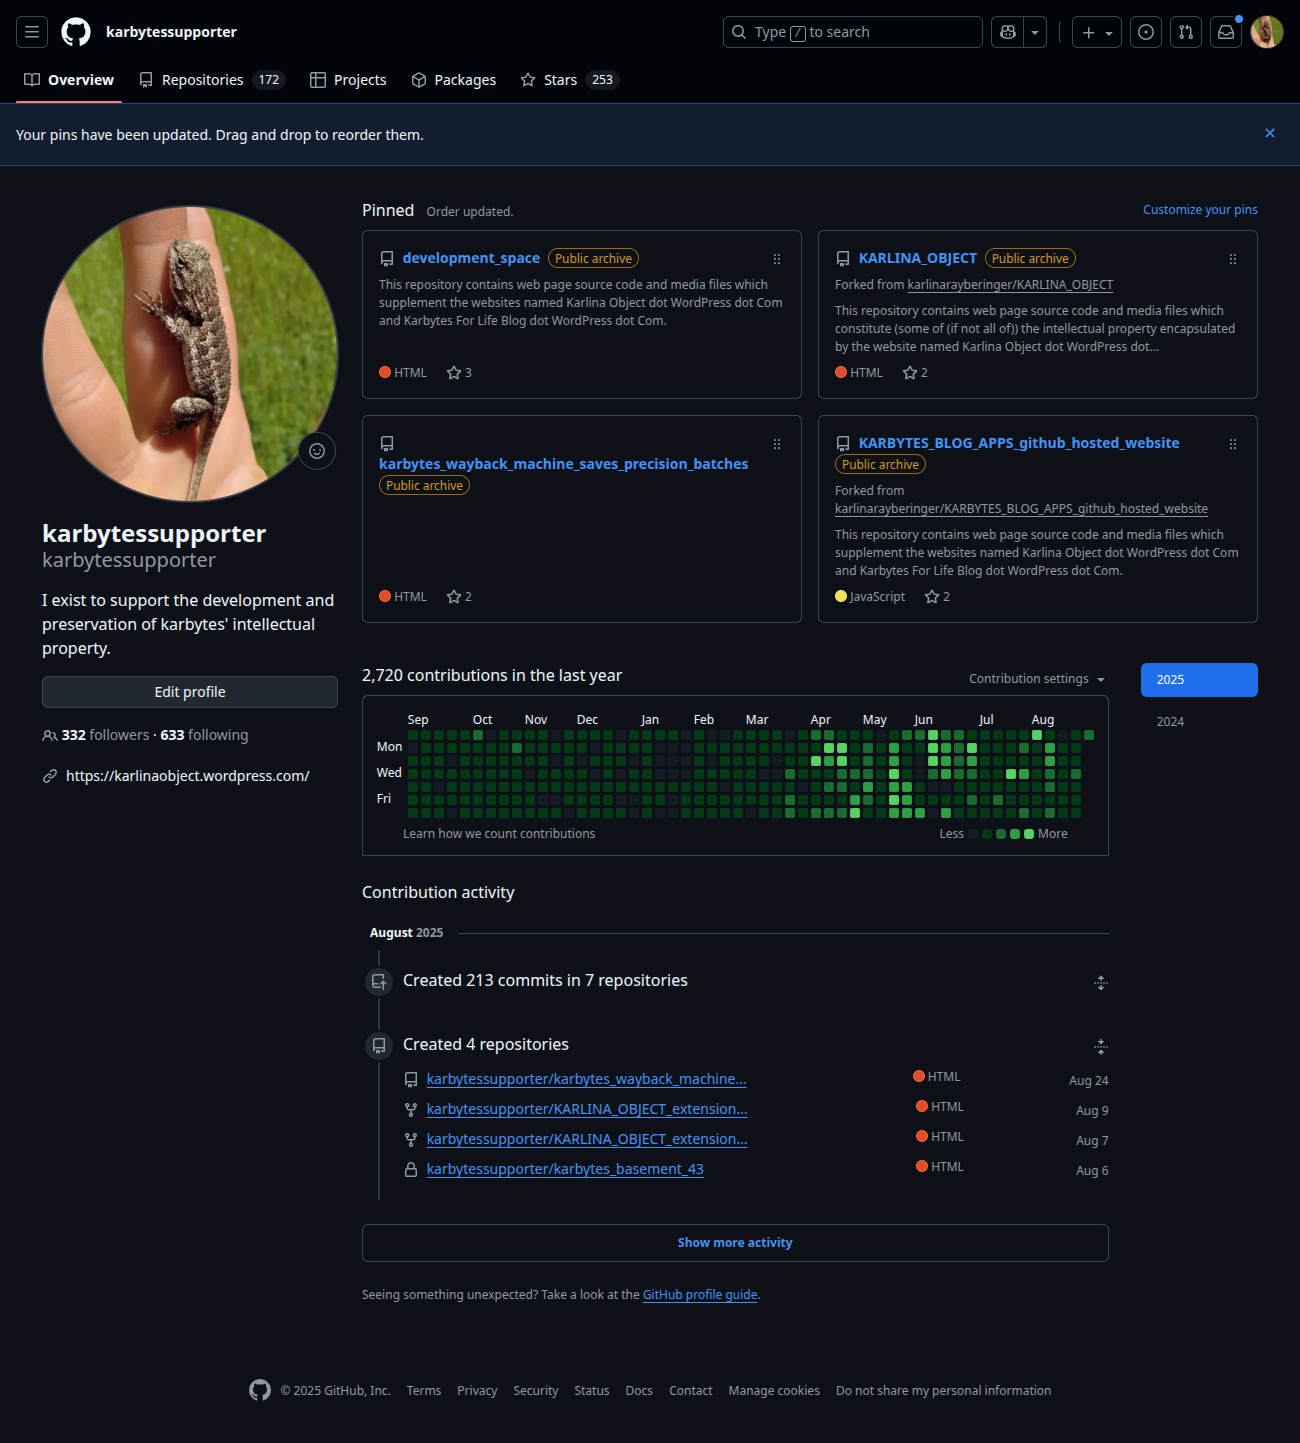 karbytessupporter
Type / to search
Overview
Repositories 172
Projects
Packages
Stars 253
Your pins have been updated. Drag and drop to reorder them.
karbytessupporter
karbytessupporter
I exist to support the development and
preservation of karbytes' intellectual
property.
Edit profile
332 followers · 633 following
https://karlinaobject.wordpress.com/
Pinned Order updated.
Customize your pins
development_space Public archive
This repository contains web page source code and media files which
supplement the websites named Karlina Object dot WordPress dot Com
and Karbytes For Life Blog dot WordPress dot Com.
HTML 3
KARLINA_OBJECT Public archive
Forked from karlinarayberinger/KARLINA_OBJECT
This repository contains web page source code and media files which
constitute (some of (if not all of)) the intellectual property encapsulated
by the website named Karlina Object dot WordPress dot...
HTML 2
karbytes_wayback_machine_saves_precision_batches
Public archive
HTML 2
KARBYTES_BLOG_APPS_github_hosted_website
Public archive
Forked from
karlinarayberinger/KARBYTES_BLOG_APPS_github_hosted_website
This repository contains web page source code and media files which
supplement the websites named Karlina Object dot WordPress dot Com
and Karbytes For Life Blog dot WordPress dot Com.
JavaScript 2
2,720 contributions in the last year
Contribution settings
2025
2024
Sep Oct Nov Dec Jan Feb Mar Apr May Jun Jul Aug
Mon
Wed
Fri
Learn how we count contributions
Less More
Contribution activity
August 2025
Created 213 commits in 7 repositories
Created 4 repositories
karbytessupporter/karbytes_wayback_machine... HTML Aug 24
karbytessupporter/KARLINA_OBJECT_extension... HTML Aug 9
karbytessupporter/KARLINA_OBJECT_extension... HTML Aug 7
karbytessupporter/karbytes_basement_43 HTML Aug 6
Show more activity
Seeing something unexpected? Take a look at the GitHub profile guide.
© 2025 GitHub, Inc. Terms Privacy Security Status Docs Contact Manage cookies Do not share my personal information